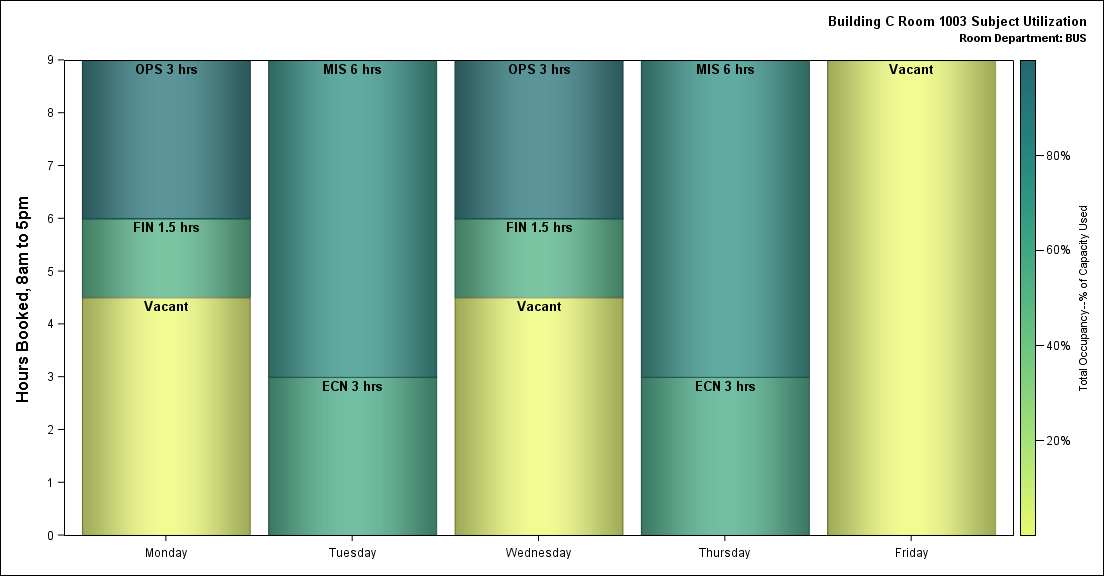 Building C Room 1003 Subject Utilization
Room Department: BUS
Hours Booked, 8am to 5pm
9
8
7
6
5
4
3
2
1
0
OPS 3 hrs
FIN 1.5 hrs
Vacant
MIS 6 hrs
ECN 3 hrs
OPS 3 hrs
FIN 1.5 hrs
Vacant
MIS 6 hrs
ECN 3 hrs
Vacant
Monday
Tuesday
Wednesday
Thursday
Friday
80%
60%
40%
20%
Total Occupancy--% of Capacity Used